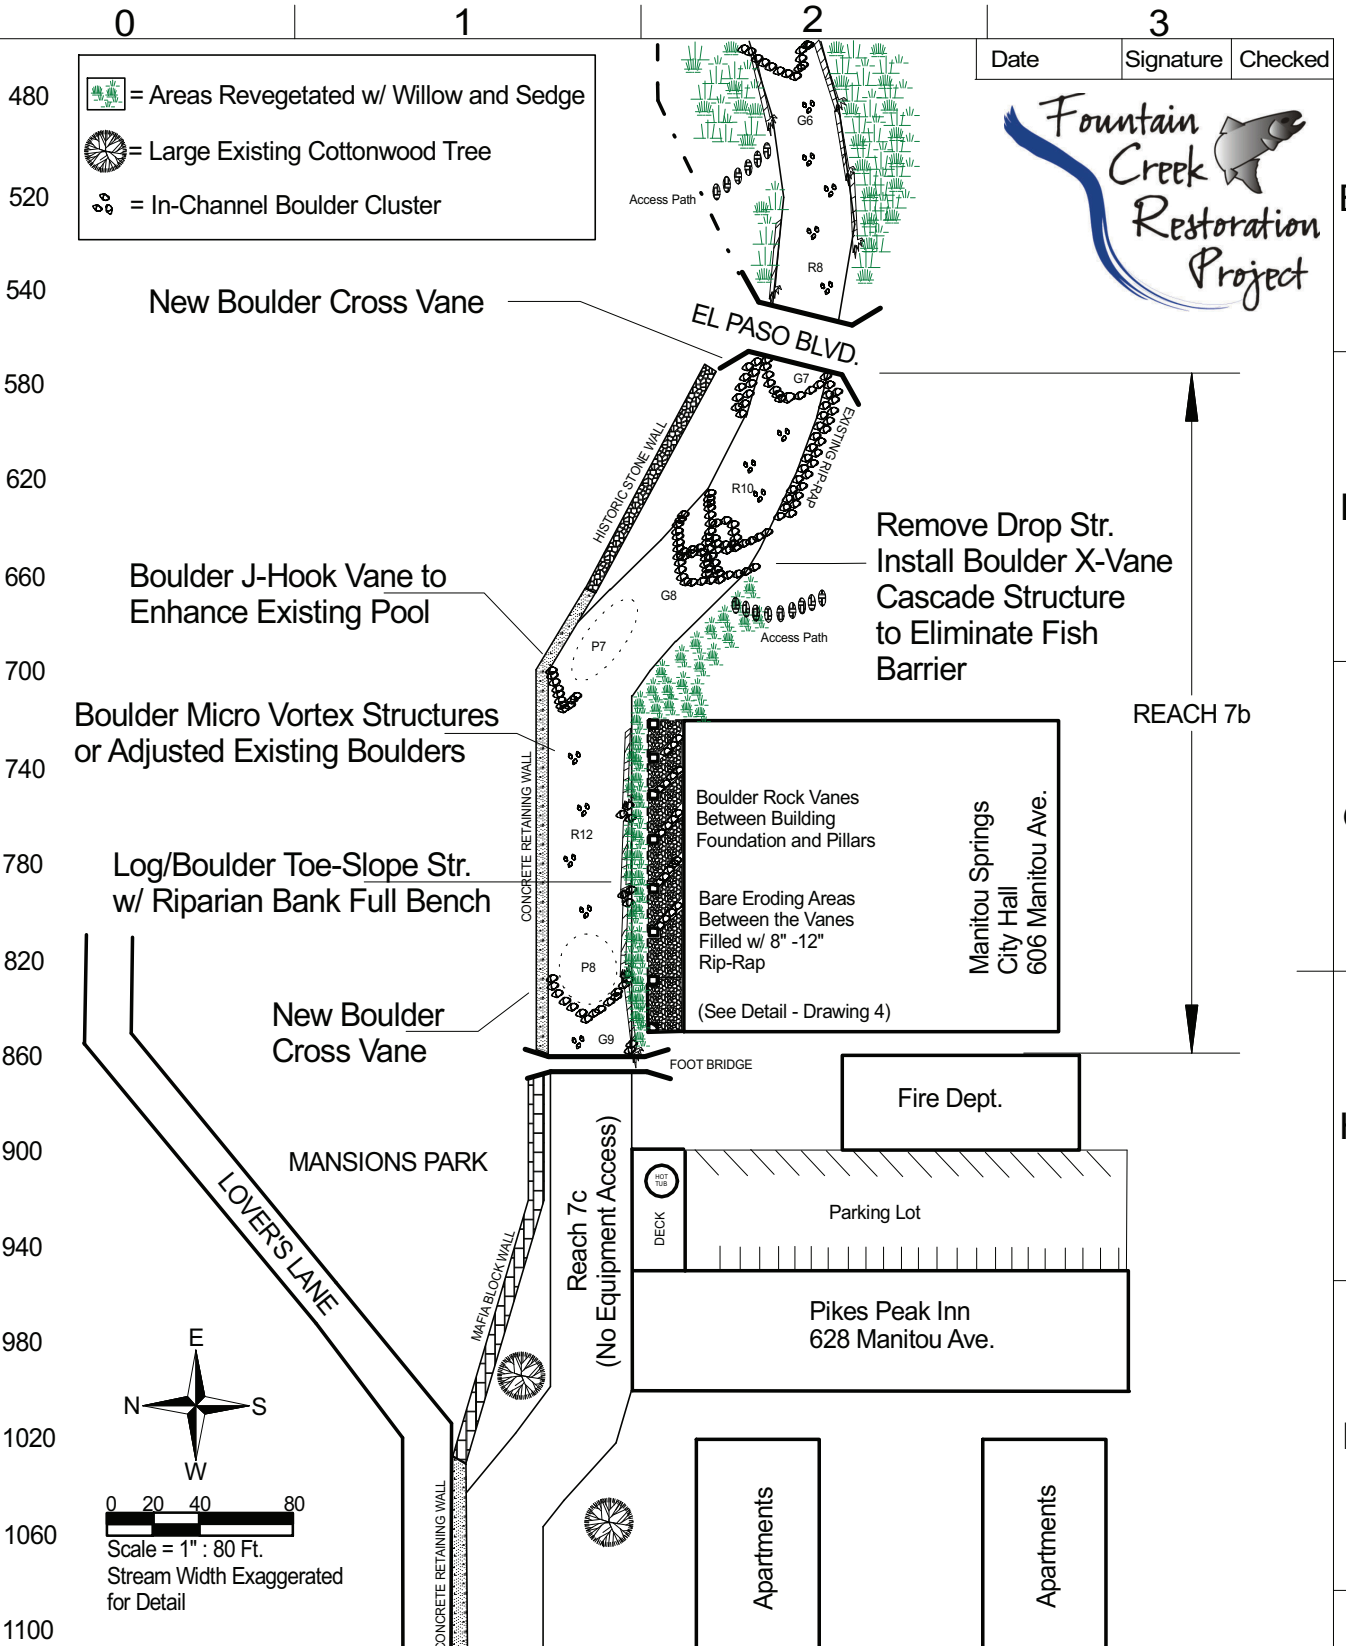 0 1 2 3
Date Signature Checked
= Areas Revegetated w/ Willow and Sedge
= Large Existing Cottonwood Tree
= In-Channel Boulder Cluster
Fountain
Creek
Restoration
Project
480
520
540
580
620
660
700
740
780
820
860
900
940
980
1020
1060
1100
G6
Access Path
R8
New Boulder Cross Vane
EL PASO BLVD.
G7
HISTORIC STONE WALL
EXISTING RIP-RAP
R10
Remove Drop Str.
Install Boulder X-Vane
Cascade Structure
to Eliminate Fish
Barrier
Boulder J-Hook Vane to
Enhance Existing Pool
G8
P7
Access Path
REACH 7b
Boulder Micro Vortex Structures
or Adjusted Existing Boulders
CONCRETE RETAINING WALL
R12
Boulder Rock Vanes
Between Building
Foundation and Pillars
Bare Eroding Areas
Between the Vanes
Filled w/ 8" -12"
Rip-Rap
(See Detail - Drawing 4)
Manitou Springs
City Hall
606 Manitou Ave.
Log/Boulder Toe-Slope Str.
w/ Riparian Bank Full Bench
P8
New Boulder
Cross Vane
G9
FOOT BRIDGE
Fire Dept.
MANSIONS PARK
LOVER'S LANE
MAFIA BLOCK WALL
Reach 7c
(No Equipment Access)
HOT
TUB
DECK
Parking Lot
Pikes Peak Inn
628 Manitou Ave.
E
N S
W
0 20 40 80
Scale = 1" : 80 Ft.
Stream Width Exaggerated
for Detail
CONCRETE RETAINING WALL
Apartments
Apartments